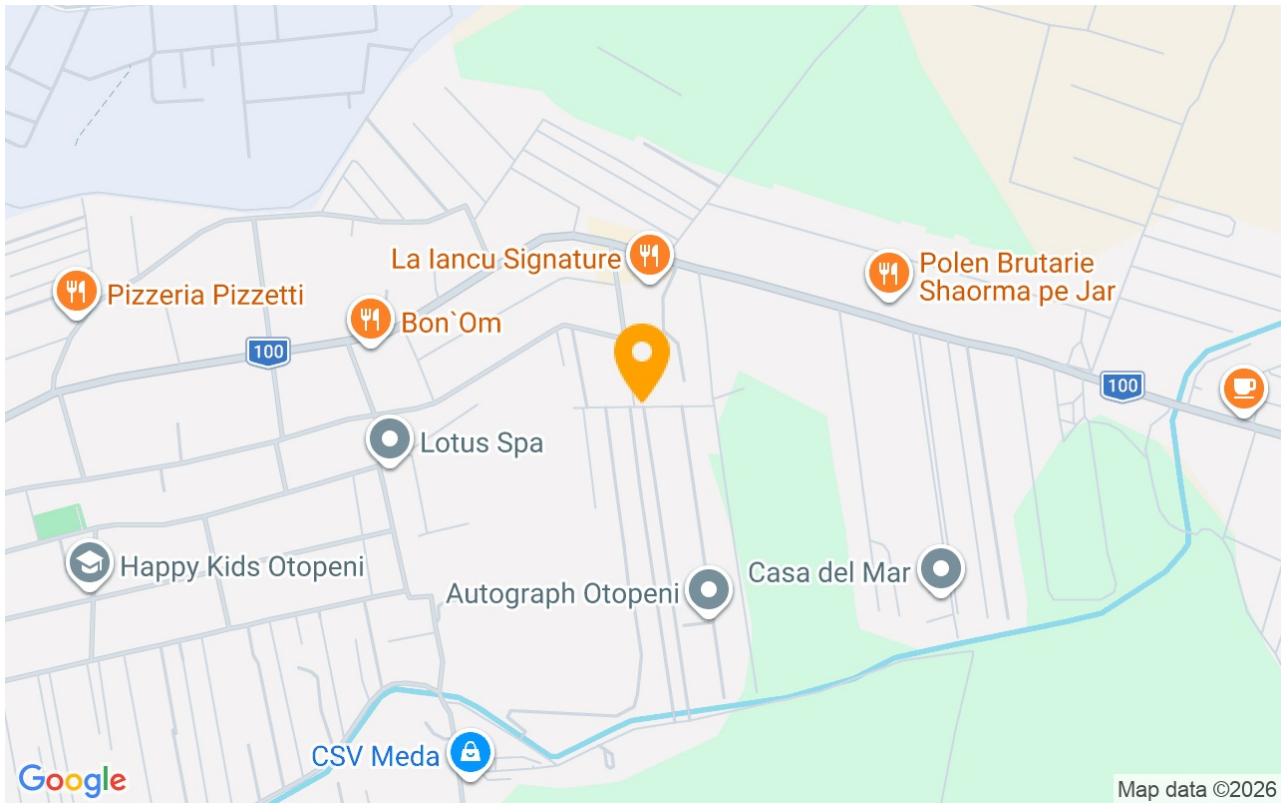 La Iancu Signature
Polen Brutarie
Shaorma pe Jar
Pizzeria Pizzetti
Bon`Om
100
100
Lotus Spa
Happy Kids Otopeni
Autograph Otopeni
Casa del Mar
CSV Meda
Google
Map data ©2026